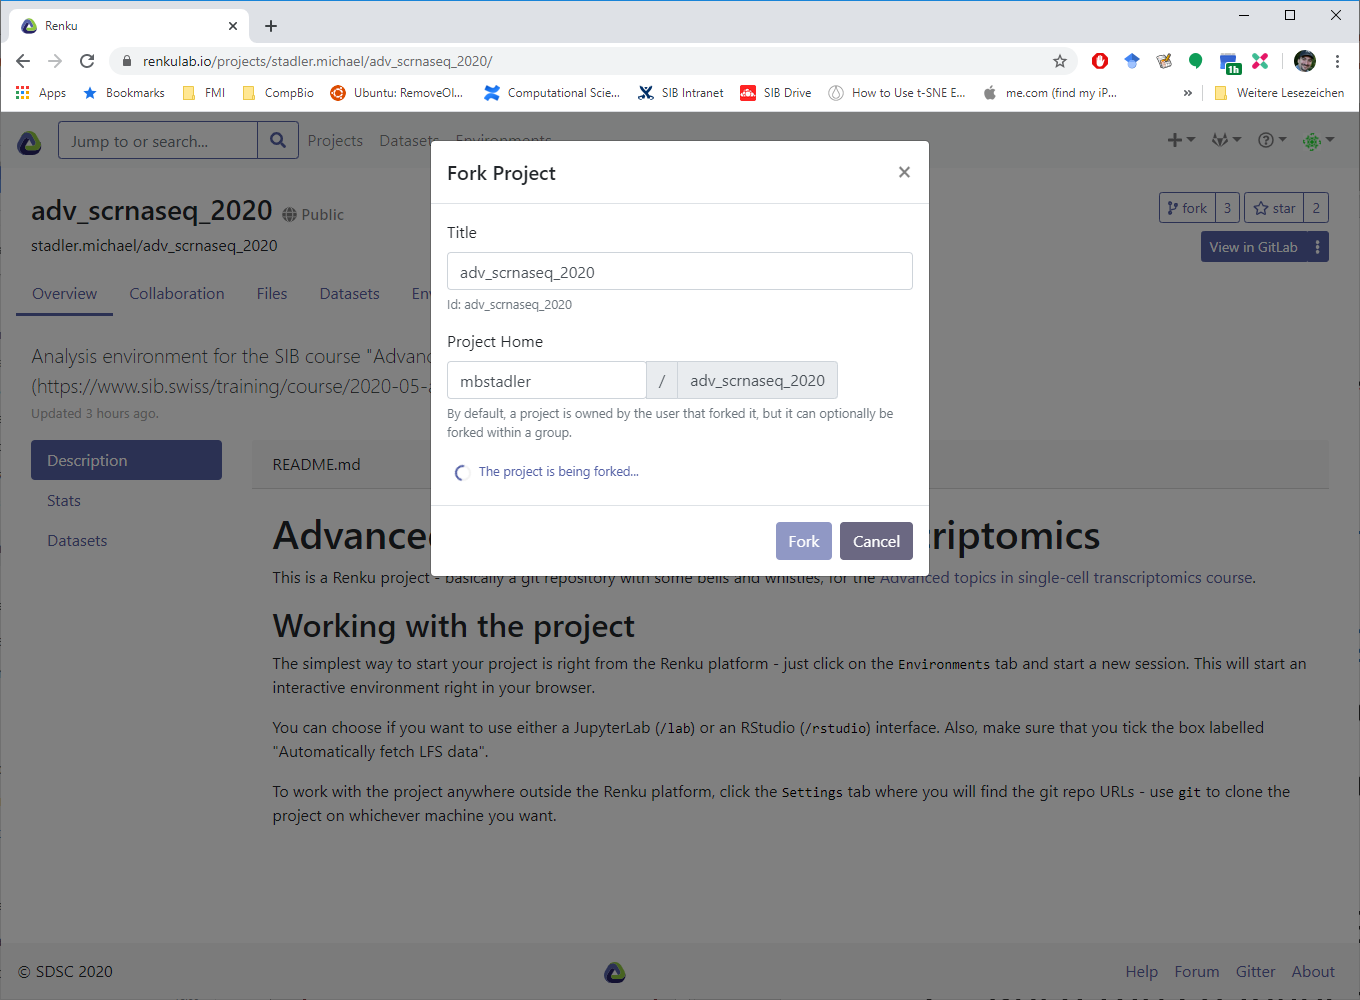 Renku
renkulab.io/projects/stadler.michael/adv_scrnaseq_2020/
1h
Apps Bookmarks FMI CompBio Ubuntu: RemoveOl... Computational Scie... SIB Intranet SIB Drive How to Use t-SNE E... me.com (find my iP... » Weitere Lesezeichen
Jump to or search... Projects Datasets Environments
adv_scrnaseq_2020 Public
fork 3 star 2
stadler.michael/adv_scrnaseq_2020
View in GitLab
Overview Collaboration Files Datasets
Analysis environment for the SIB course "Advan
(https://www.sib.swiss/training/course/2020-05-a
Updated 3 hours ago.
Description
Stats
Datasets
Fork Project
Title
adv_scrnaseq_2020
Id: adv_scrnaseq_2020
Project Home
mbstadler / adv_scrnaseq_2020
By default, a project is owned by the user that forked it, but it can optionally be
forked within a group.
The project is being forked...
Fork Cancel
README.md
Advance riptomics
This is a Renku project - basically a git repository with some bells and whistles, for the Advanced topics in single-cell transcriptomics course.
Working with the project
The simplest way to start your project is right from the Renku platform - just click on the Environments tab and start a new session. This will start an
interactive environment right in your browser.
You can choose if you want to use either a JupyterLab (/lab) or an RStudio (/rstudio) interface. Also, make sure that you tick the box labelled
"Automatically fetch LFS data".
To work with the project anywhere outside the Renku platform, click the Settings tab where you will find the git repo URLs - use git to clone the
project on whichever machine you want.
© SDSC 2020
Help Forum Gitter About